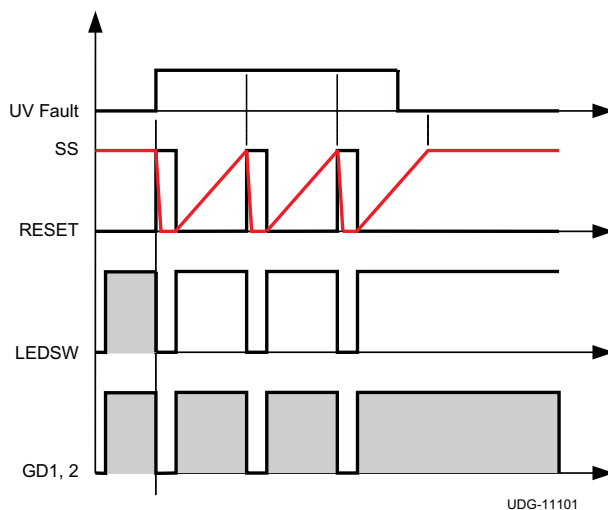 UV Fault
SS
RESET
LEDSW
GD1, 2
UDG-11101